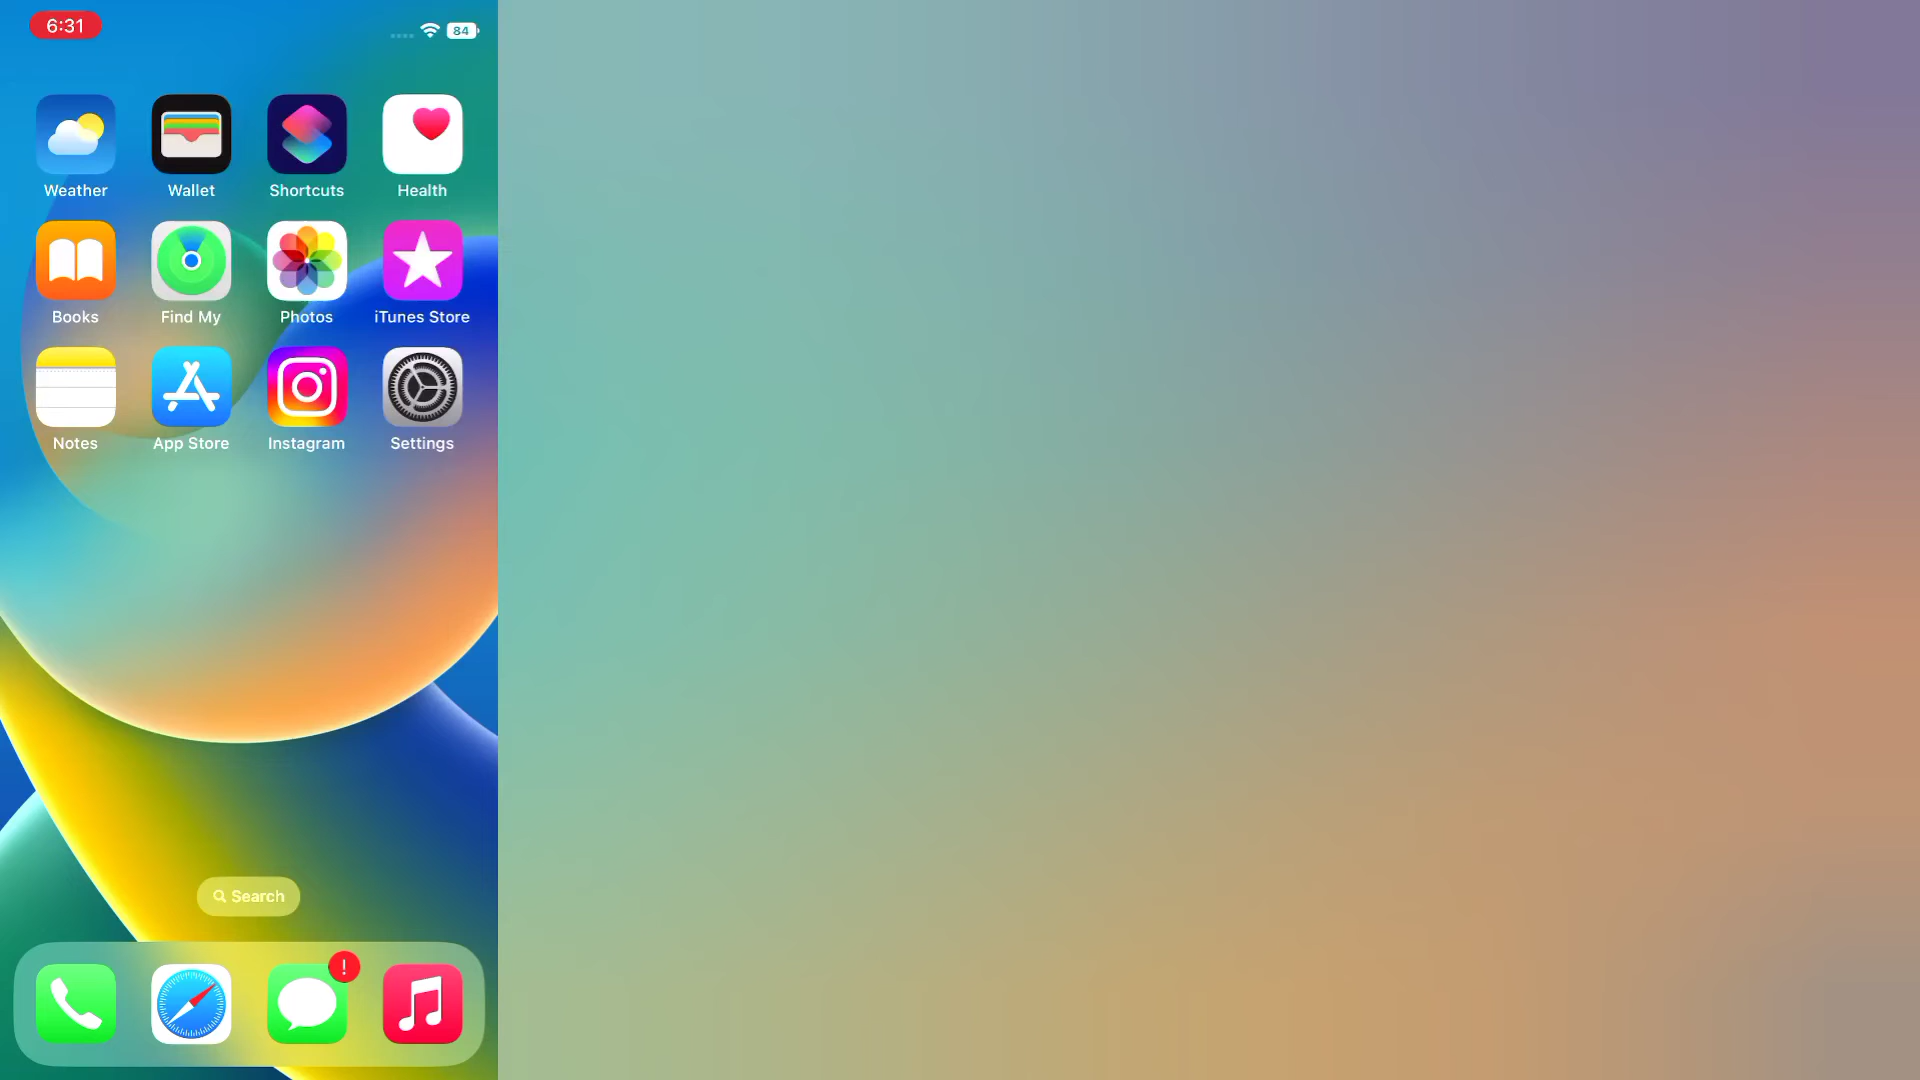 6:31
84
Weather Wallet Shortcuts Health
Books Find My Photos iTunes Store
Notes App Store Instagram Settings
Search
!